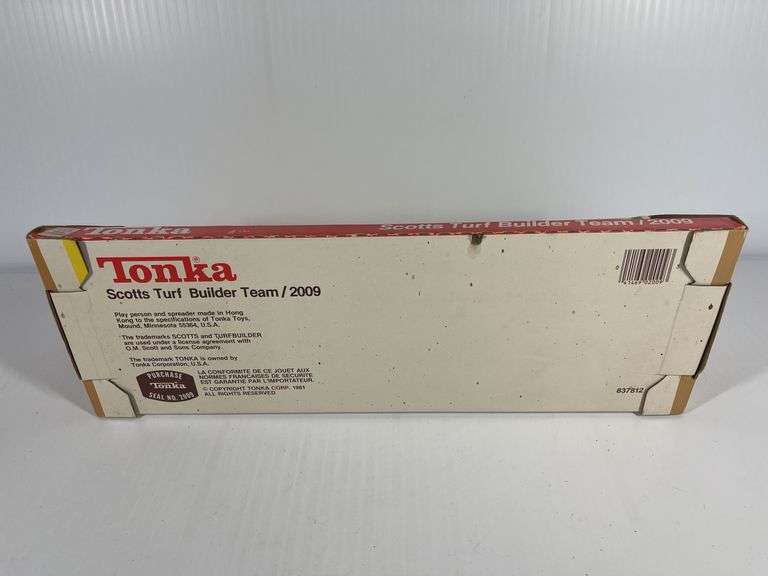 Tonka
Scotts Turf Builder Team / 2009
Tonka®
Scotts Turf Builder Team / 2009
Play person and spreader made in Hong
Kong to the specifications of Tonka Toys,
Mound, Minnesota 55364, U.S.A.
The trademarks SCOTTS and TURFBUILDER
are used under a license agreement with
O.M. Scott and Sons Company.
The trademark TONKA is owned by
Tonka Corporation, U.S.A.
PURCHASE
Tonka
SEAL NO. 2009
LA CONFORMITE DE CE JOUET AUX
NORMES FRANCAISES DE SECURITE
EST GARANTIE PAR L'IMPORTATEUR.
© COPYRIGHT TONKA CORP. 1981
ALL RIGHTS RESERVED
0
837812